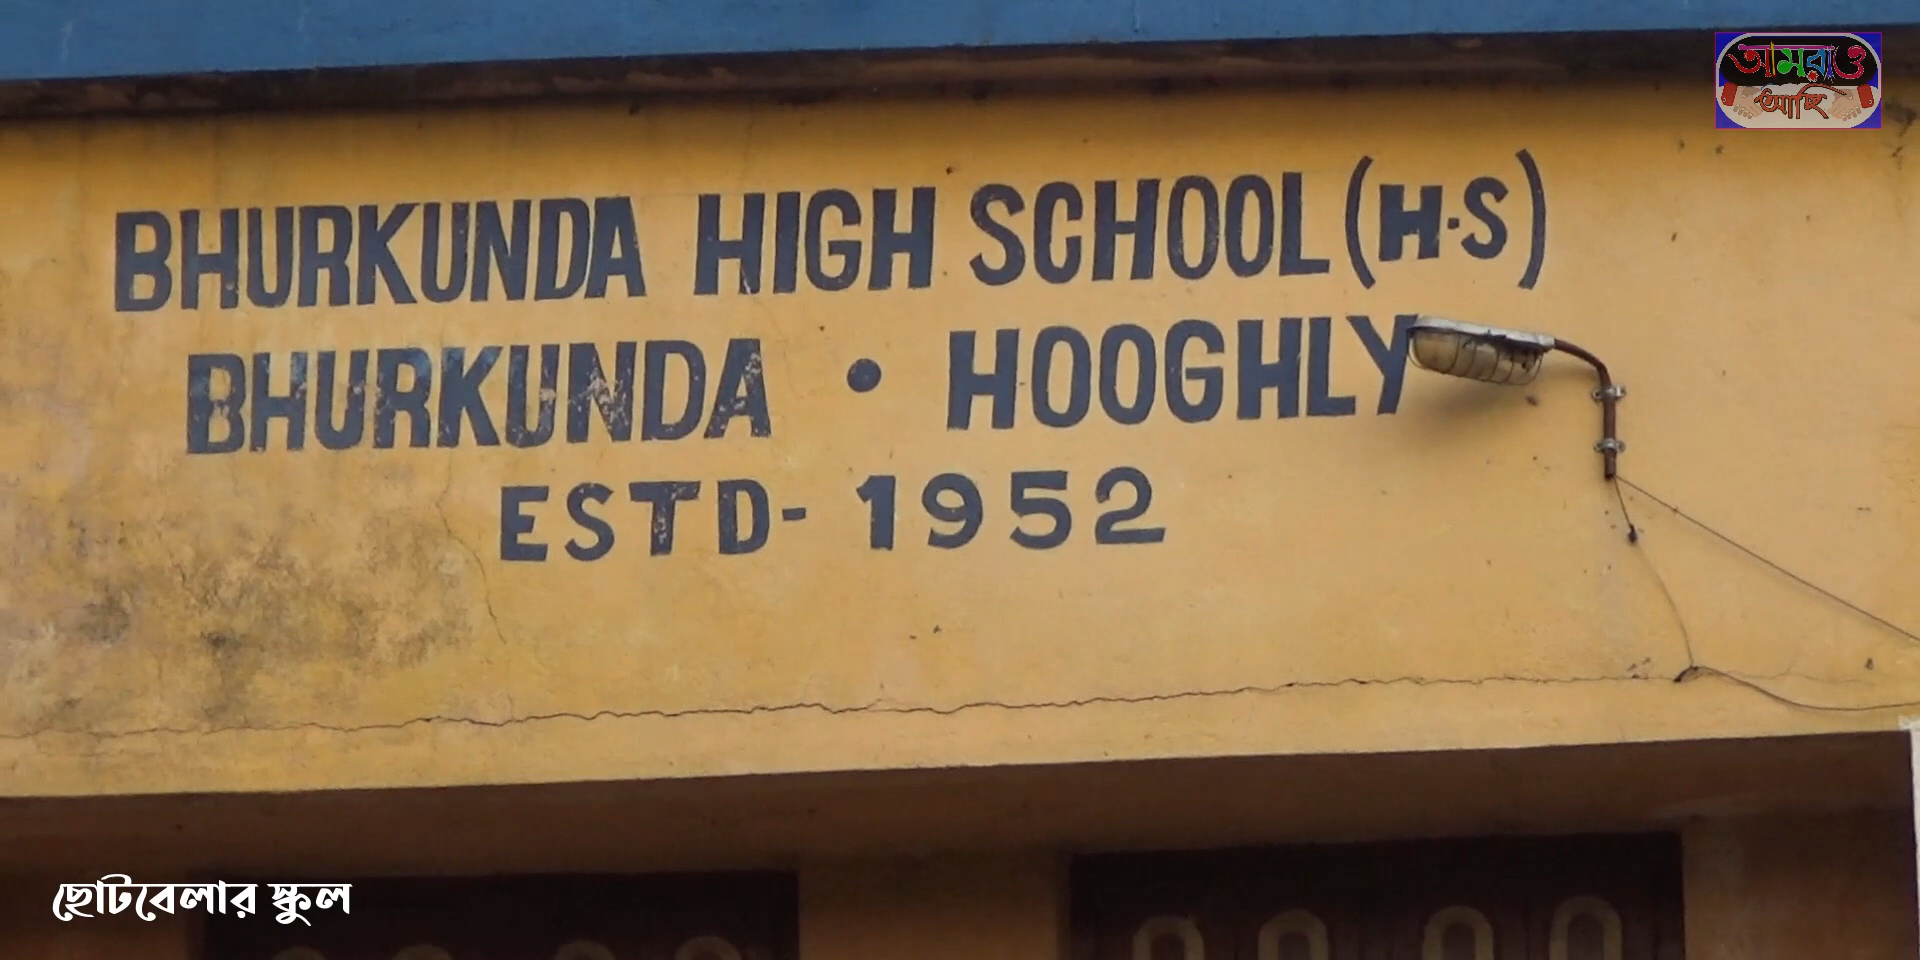 আমরাও
আছি
BHURKUNDA HIGH SCHOOL (H.S)
BHURKUNDA • HOOGHLY
ESTD- 1952
ছোটবেলার স্কুল